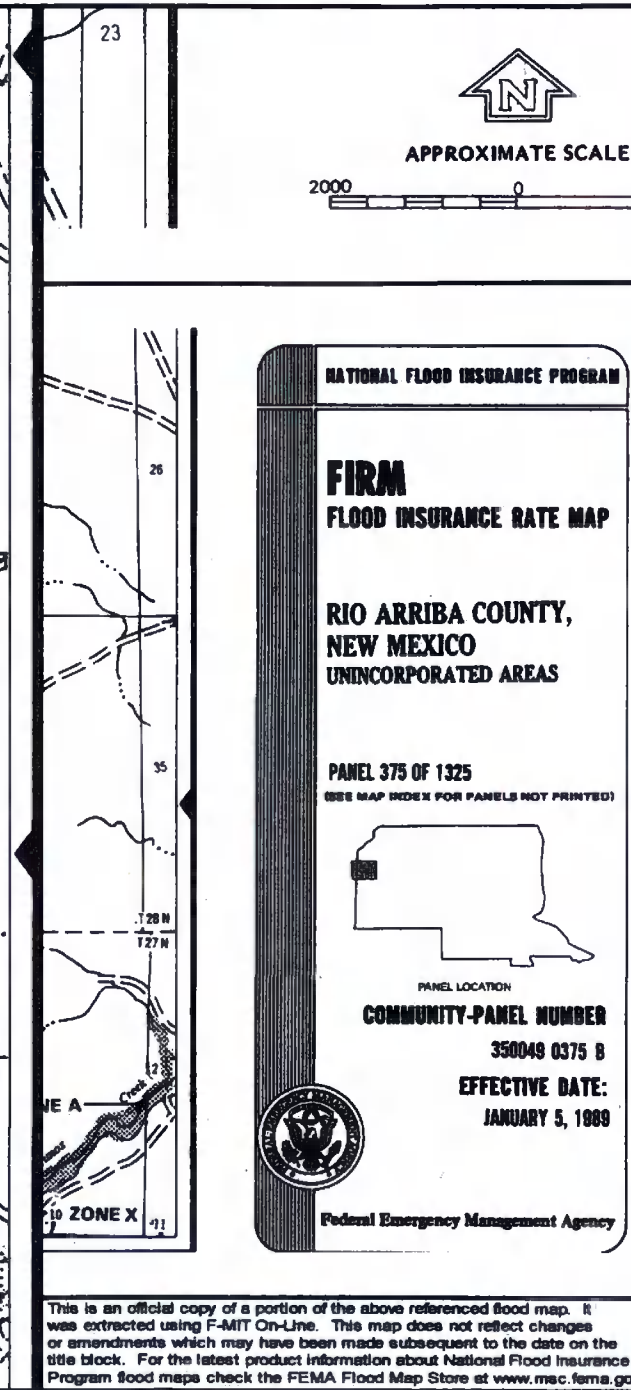 23
N
APPROXIMATE SCALE
2000 0
NATIONAL FLOOD INSURANCE PROGRAM
FIRM
FLOOD INSURANCE RATE MAP
RIO ARRIBA COUNTY,
NEW MEXICO
UNINCORPORATED AREAS
PANEL 375 OF 1325
(SEE MAP INDEX FOR PANELS NOT PRINTED)
PANEL LOCATION
COMMUNITY-PANEL NUMBER
350049 0375 B
EFFECTIVE DATE:
JANUARY 5, 1989
Federal Emergency Management Agency
26
35
T 28 N
T 27 N
2
Creek
NE A
10 ZONE X 11
This is an official copy of a portion of the above referenced flood map. It
was extracted using F-MIT On-Line. This map does not reflect changes
or amendments which may have been made subsequent to the date on the
title block. For the latest product information about National Flood Insurance
Program flood maps check the FEMA Flood Map Store at www.msc.fema.go